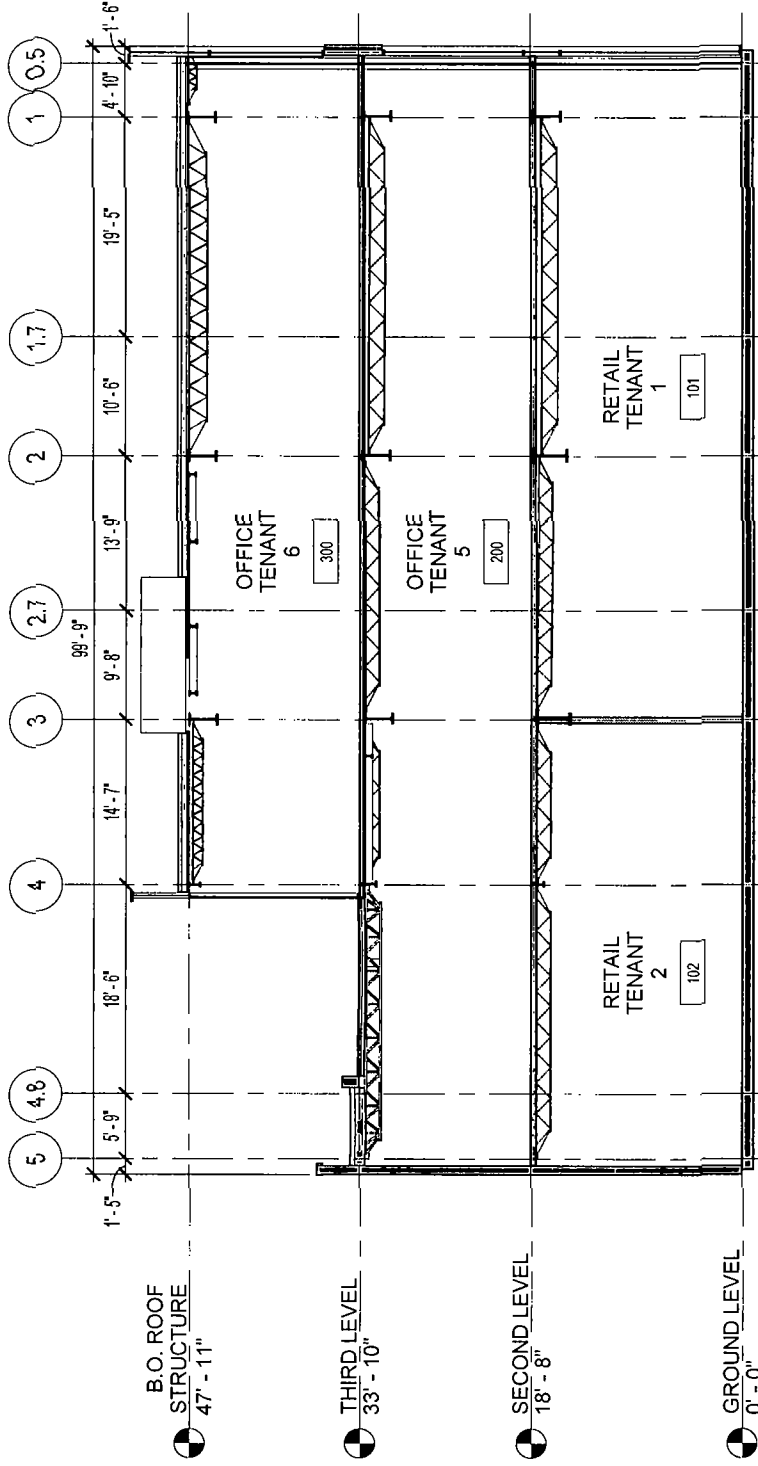 5 4.8 4 3 2.7 2 1.7 1 0.5
99' - 9"
1' - 5" 5' - 9" 18' - 6" 14' - 7" 9' - 8" 13' - 9" 10' - 6" 19' - 5" 4' - 10" 1' - 6"
B.O. ROOF
STRUCTURE
47' - 11"
OFFICE
TENANT
6
300
THIRD LEVEL
33' - 10"
OFFICE
TENANT
5
200
SECOND LEVEL
18' - 8"
RETAIL
TENANT
2
102
RETAIL
TENANT
1
101
GROUND LEVEL
0' - 0"